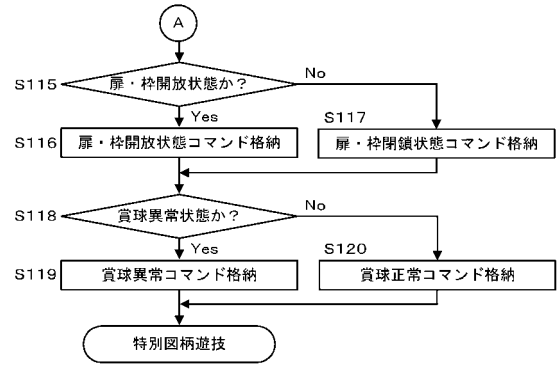 A
S115
扉・枠開放状態か？
No
Yes
S116
扉・枠開放状態コマンド格納
S117
扉・枠閉鎖状態コマンド格納
S118
賞球異常状態か？
No
Yes
S119
賞球異常コマンド格納
S120
賞球正常コマンド格納
特別図柄遊技